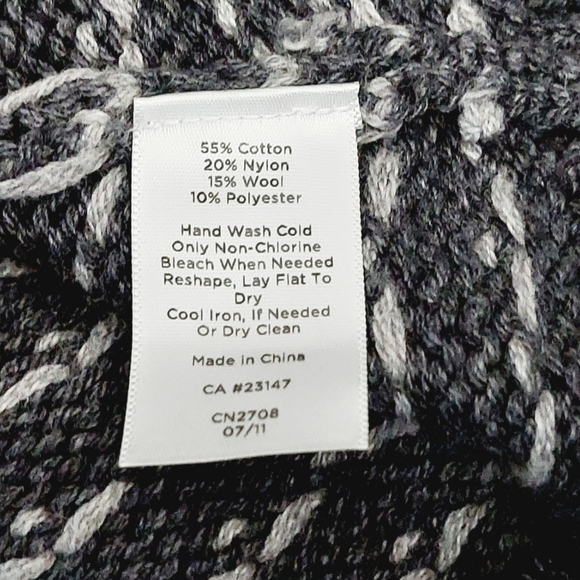 55% Cotton
20% Nylon
15% Wool
10% Polyester
Hand Wash Cold
Only Non-Chlorine
Bleach When Needed
Reshape, Lay Flat To
Dry
Cool Iron, If Needed
Or Dry Clean
Made in China
CA #23147
CN2708
07/11